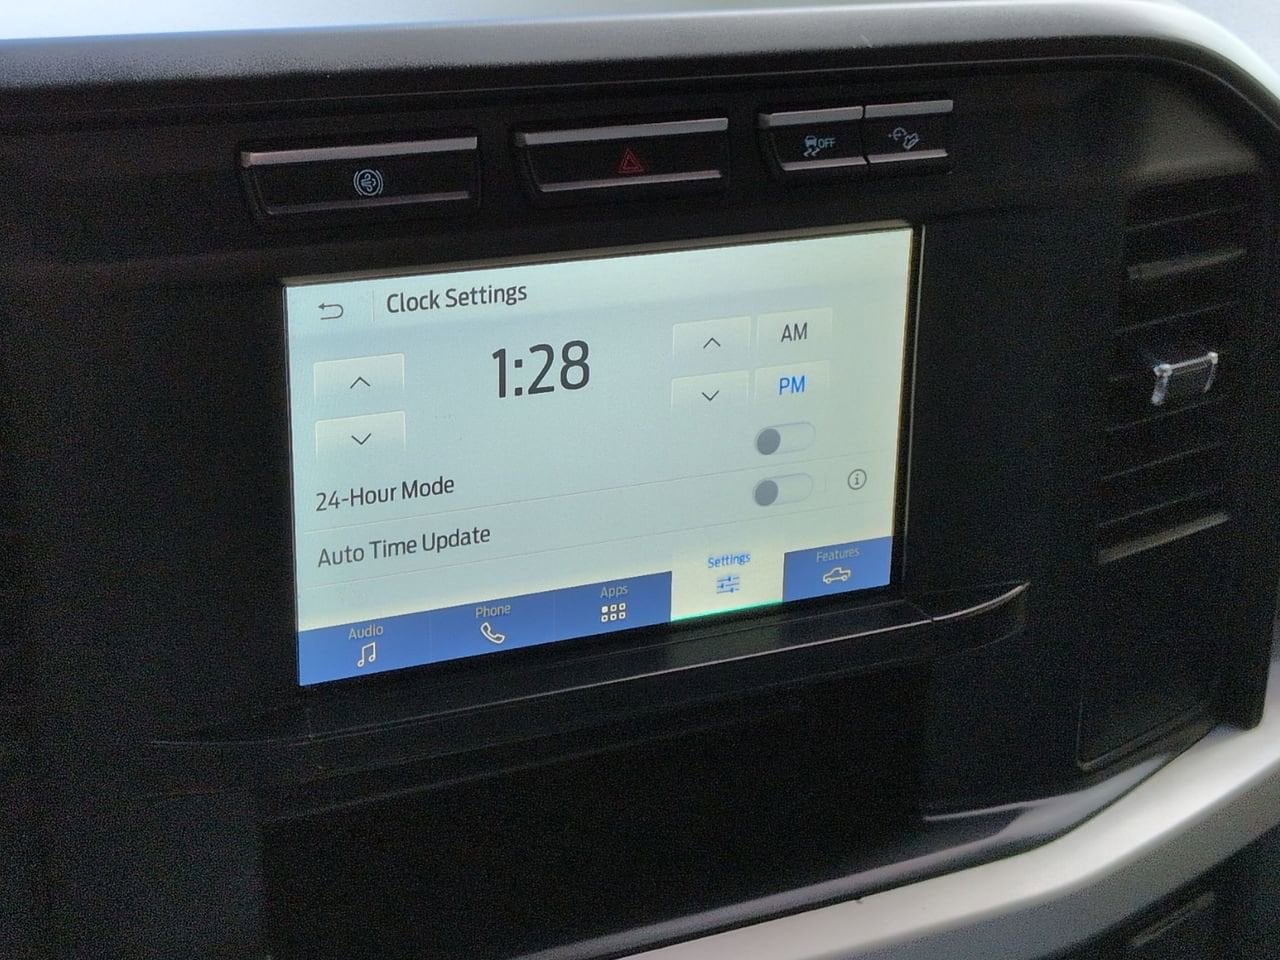 OFF
Clock Settings
1:28
AM
PM
24-Hour Mode
Auto Time Update
Audio
Phone
Apps
Settings
Features